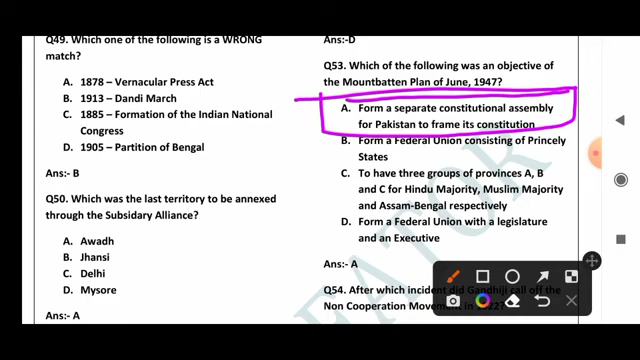 Q49. Which one of the following is a WRONG
match?
A. 1878 – Vernacular Press Act
B. 1913 – Dandi March
C. 1885 – Formation of the Indian National
Congress
D. 1905 – Partition of Bengal
Ans:- B
Q50. Which was the last territory to be annexed
through the Subsidary Alliance?
A. Awadh
B. Jhansi
C. Delhi
D. Mysore
Ans:- A
Ans:-D
Q53. Which of the following was an objective of
the Mountbatten Plan of June, 1947?
A. Form a separate constitutional assembly
for Pakistan to frame its constitution
B. Form a Federal Union consisting of Princely
States
C. To have three groups of provinces A, B
and C for Hindu Majority, Muslim Majority
and Assam-Bengal respectively
D. Form a Federal Union with a legislature
and an Executive
Ans:- A
Q54. After which incident did Gandhiji call off the
Non Cooperation Movement in 1922?